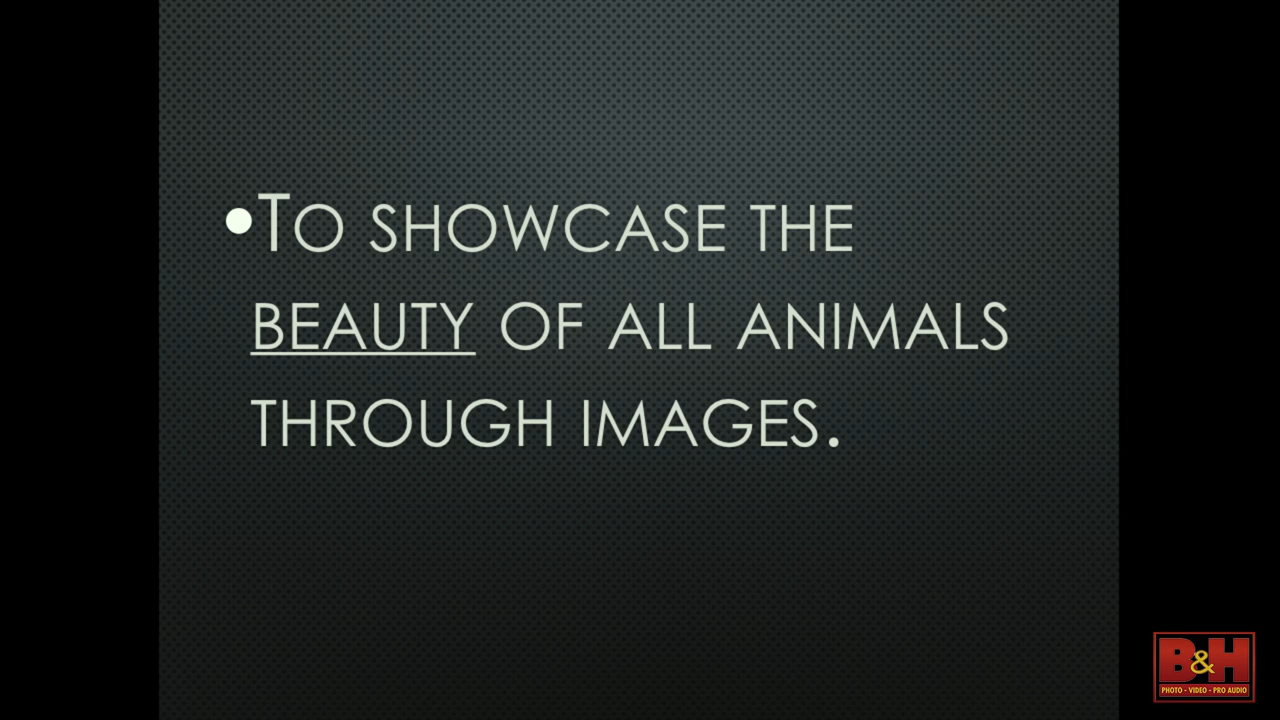 •To showcase the
beauty of all animals
through images.
B&H
PHOTO - VIDEO - PRO AUDIO